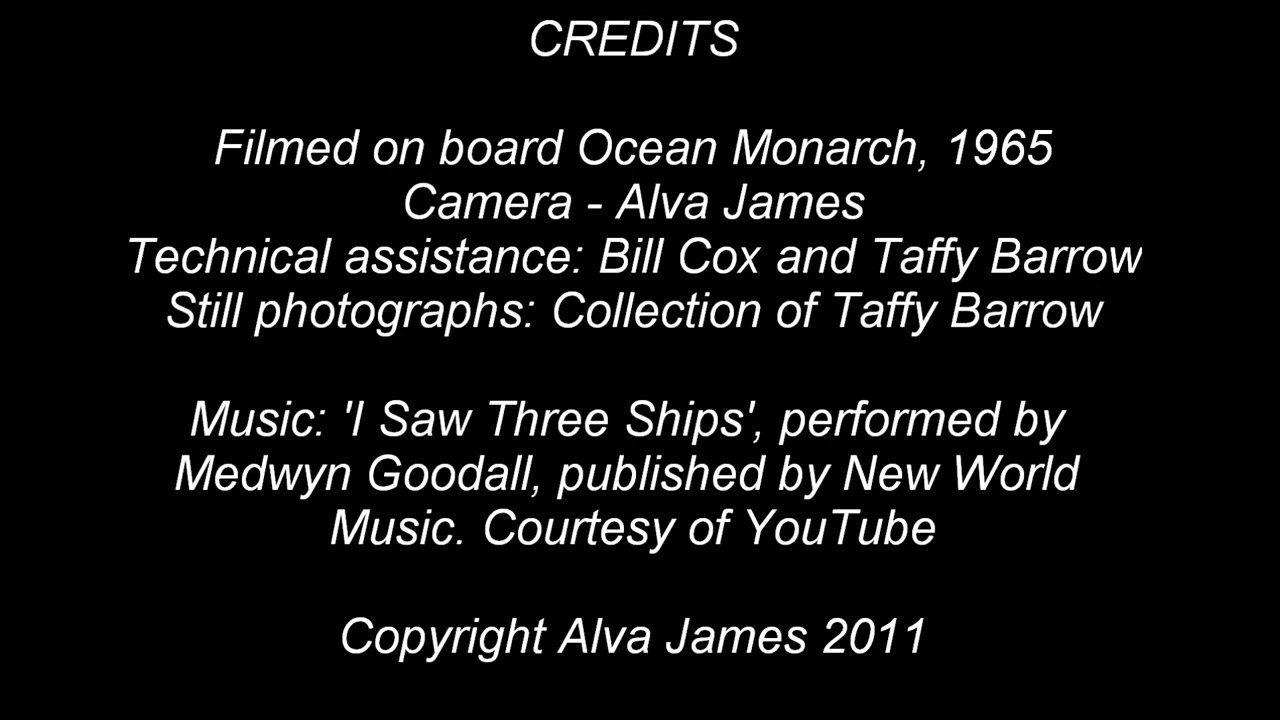 CREDITS
Filmed on board Ocean Monarch, 1965
Camera - Alva James
Technical assistance: Bill Cox and Taffy Barrow
Still photographs: Collection of Taffy Barrow
Music: 'I Saw Three Ships', performed by
Medwyn Goodall, published by New World
Music. Courtesy of YouTube
Copyright Alva James 2011